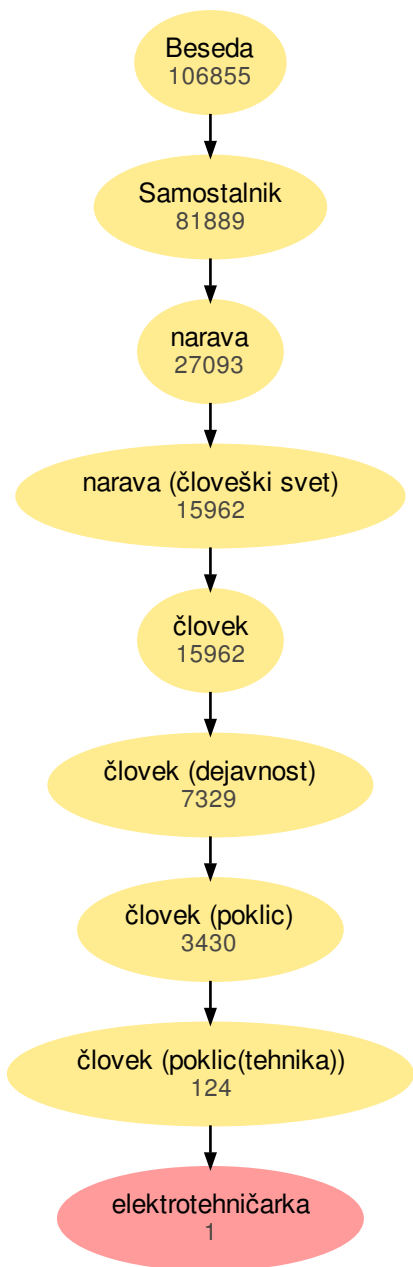 Beseda
106855
Samostalnik
81889
narava
27093
narava (človeški svet)
15962
človek
15962
človek (dejavnost)
7329
človek (poklic)
3430
človek (poklic(tehnika))
124
elektrotehničarka
1